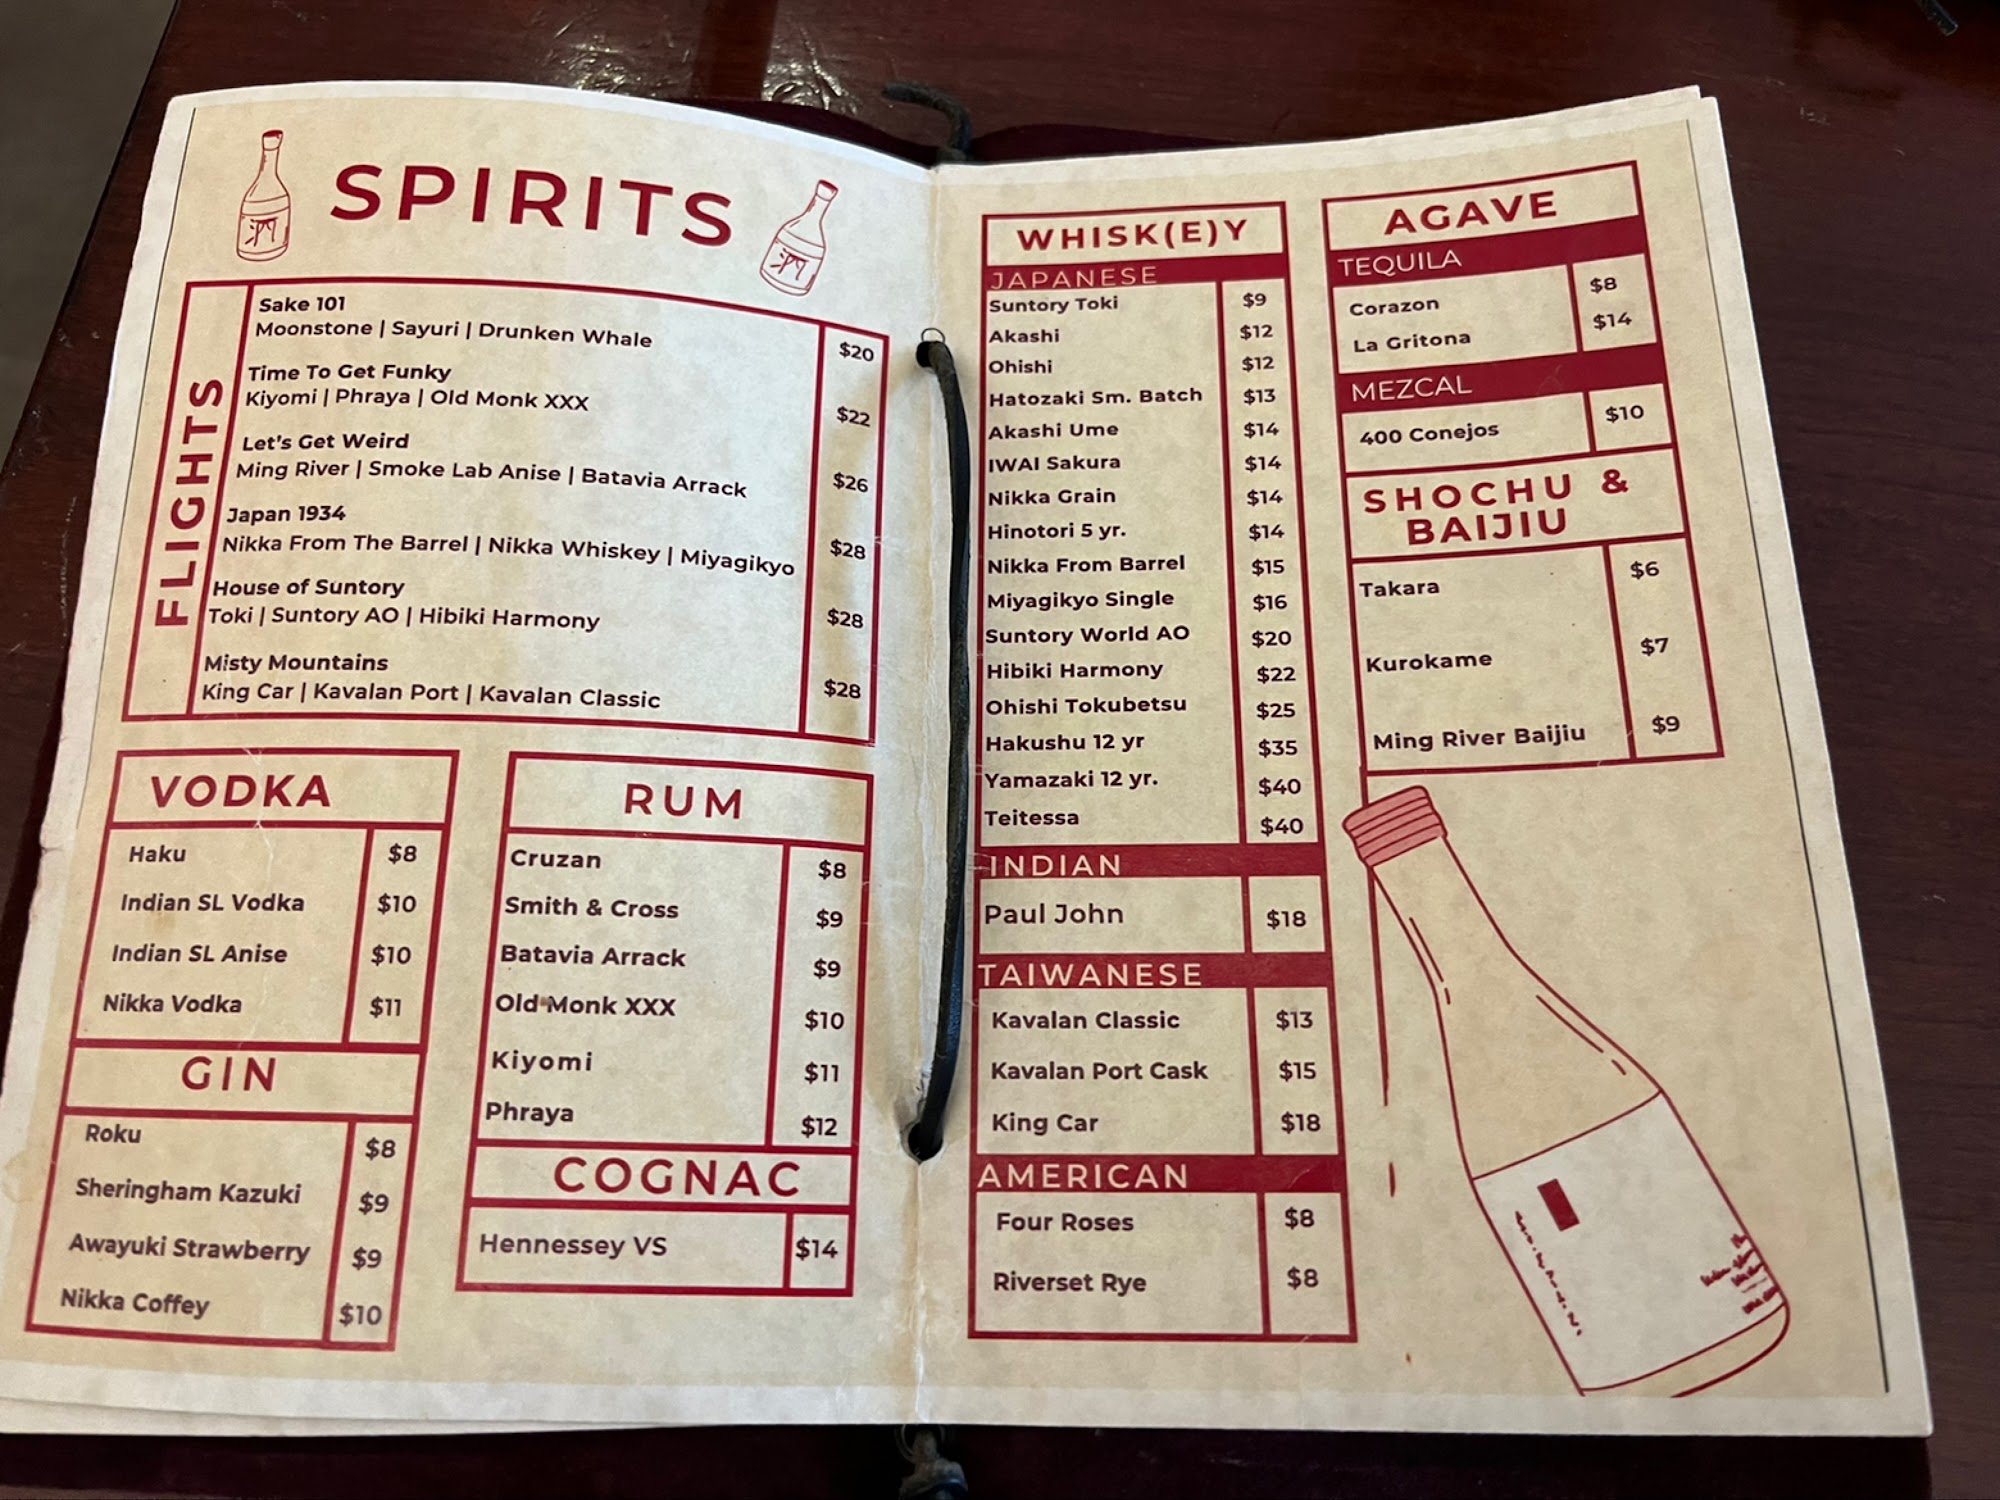 SPIRITS
FLIGHTS
Sake 101
Moonstone | Sayuri | Drunken Whale $20
Time To Get Funky
Kiyomi | Phraya | Old Monk XXX $22
Let's Get Weird
Ming River | Smoke Lab Anise | Batavia Arrack $26
Japan 1934
Nikka From The Barrel | Nikka Whiskey | Miyagikyo $28
House of Suntory
Toki | Suntory AO | Hibiki Harmony $28
Misty Mountains
King Car | Kavalan Port | Kavalan Classic $28
VODKA
Haku $8
Indian SL Vodka $10
Indian SL Anise $10
Nikka Vodka $11
GIN
Roku $8
Sheringham Kazuki $9
Awayuki Strawberry $9
Nikka Coffey $10
RUM
Cruzan $8
Smith & Cross $9
Batavia Arrack $9
Old Monk XXX $10
Kiyomi $11
Phraya $12
COGNAC
Hennessey VS $14
WHISK(E)Y
JAPANESE
Suntory Toki $9
Akashi $12
Ohishi $12
Hatozaki Sm. Batch $13
Akashi Ume $14
IWAI Sakura $14
Nikka Grain $14
Hinotori 5 yr. $14
Nikka From Barrel $15
Miyagikyo Single $16
Suntory World AO $20
Hibiki Harmony $22
Ohishi Tokubetsu $25
Hakushu 12 yr $35
Yamazaki 12 yr. $40
Teitessa $40
INDIAN
Paul John $18
TAIWANESE
Kavalan Classic $13
Kavalan Port Cask $15
King Car $18
AMERICAN
Four Roses $8
Riverset Rye $8
AGAVE
TEQUILA
Corazon $8
La Gritona $14
MEZCAL
400 Conejos $10
SHOCHU &
BAIJIU
Takara $6
Kurokame $7
Ming River Baijiu $9